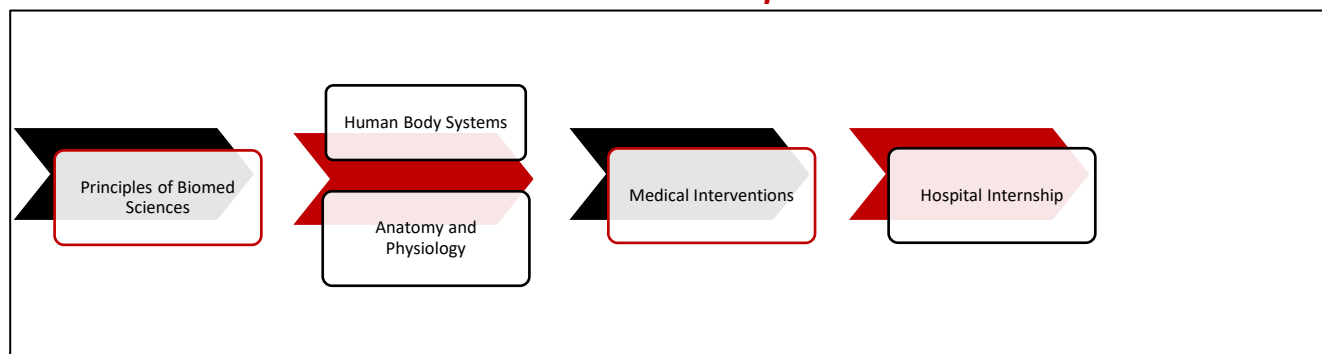 Principles of Biomed
Sciences
Human Body Systems
Anatomy and
Physiology
Medical Interventions
Hospital Internship